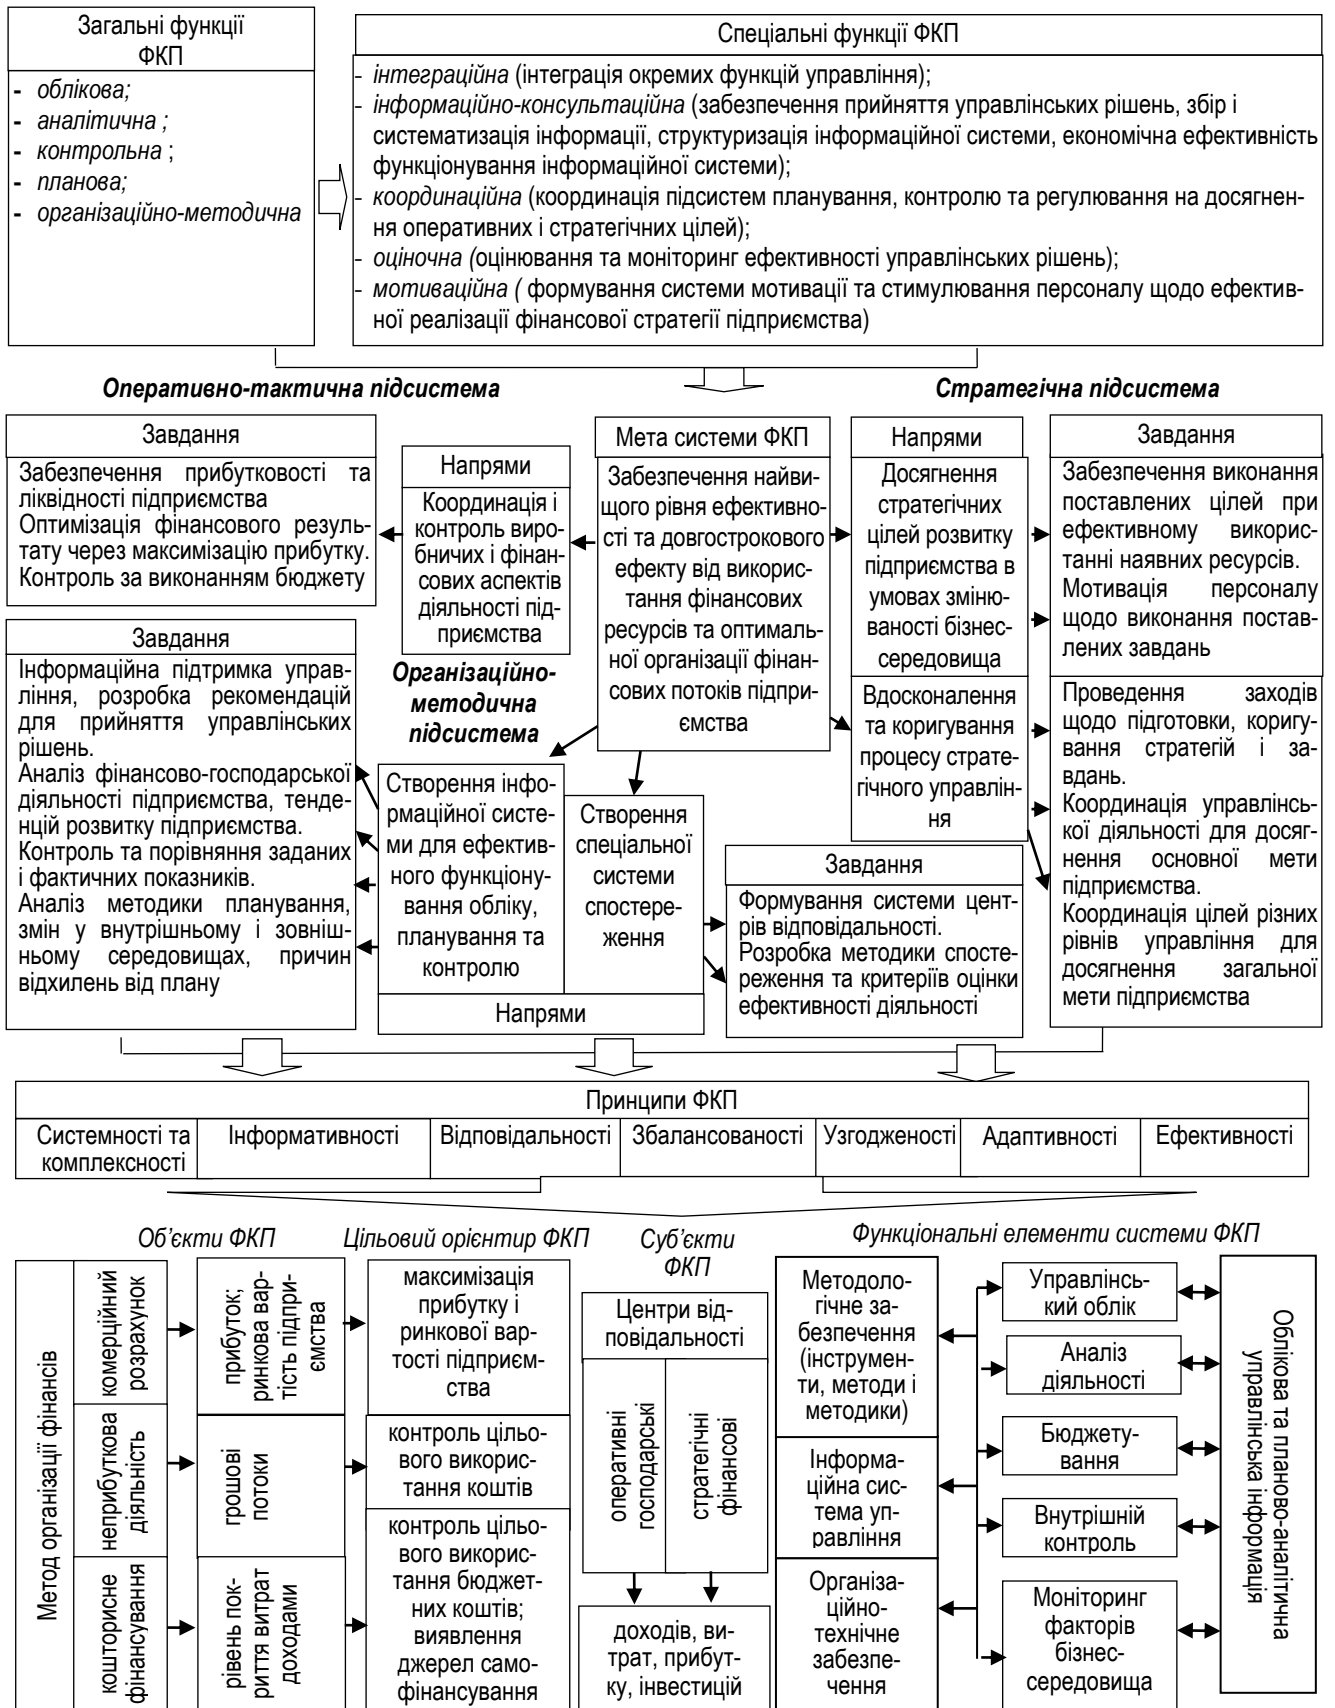 Загальні функції
ФКП
- облікова;
- аналітична ;
- контрольна ;
- планова;
- організаційно-методична
Спеціальні функції ФКП
- інтеграційна (інтеграція окремих функцій управління);
- інформаційно-консультаційна (забезпечення прийняття управлінських рішень, збір і
систематизація інформації, структуризація інформаційної системи, економічна ефективність
функціонування інформаційної системи);
- координаційна (координація підсистем планування, контролю та регулювання на досягнен-
ня оперативних і стратегічних цілей);
- оціночна (оцінювання та моніторинг ефективності управлінських рішень);
- мотиваційна ( формування системи мотивації та стимулювання персоналу щодо ефектив-
ної реалізації фінансової стратегії підприємства)
Оперативно-тактична підсистема
Стратегічна підсистема
Завдання
Забезпечення прибутковості та
ліквідності підприємства
Оптимізація фінансового резуль-
тату через максимізацію прибутку.
Контроль за виконанням бюджету
Напрями
Координація і
контроль виро-
бничих і фінан-
сових аспектів
діяльності під-
приємства
Мета системи ФКП
Забезпечення найви-
щого рівня ефективно-
сті та довгострокового
ефекту від викорис-
тання фінансових
ресурсів та оптималь-
ної організації фінан-
сових потоків підпри-
ємства
Напрями
Досягнення
стратегічних
цілей розвитку
підприємства в
умовах зміню-
ваності бізнес-
середовища
Вдосконалення
та коригування
процесу страте-
гічного управлін-
ня
Завдання
Забезпечення виконання
поставлених цілей при
ефективному використ-
танні наявних ресурсів.
Мотивація персоналу
щодо виконання постав-
лених завдань
Проведення заходів
щодо підготовки, коригу-
вання стратегій і за-
вдань.
Координація управлінсь-
кої діяльності для досяг-
нення основної мети
підприємства.
Координація цілей різних
рівнів управління для
досягнення загальної
мети підприємства
Завдання
Інформаційна підтримка управ-
ління, розробка рекомендацій
для прийняття управлінських
рішень.
Аналіз фінансово-господарської
діяльності підприємства, тенде-
нцій розвитку підприємства.
Контроль та порівняння заданих
і фактичних показників.
Аналіз методики планування,
змін у внутрішньому і зовніш-
ньому середовищах, причин
відхилень від плану
Організаційно-
методична
підсистема
Створення інфо-
рмаційної систе-
ми для ефектив-
ного функціону-
вання обліку,
планування та
контролю
Створення
спеціальної
системи
спостере-
ження
Напрями
Завдання
Формування системи цент-
рів відповідальності.
Розробка методики спосте-
реження та критеріїв оцінки
ефективності діяльності
Принципи ФКП
Системності та
комплексності
Інформативності
Відповідальності
Збалансованості
Узгодженості
Адаптивності
Ефективності
Об’єкти ФКП
Цільовий орієнтир ФКП
Суб’єкти
ФКП
Функціональні елементи системи ФКП
Метод організації фінансів
комерційний
розрахунок
неприбуткова
діяльність
кошторисне
фінансування
прибуток;
ринкова вар-
тість підпри-
ємства
грошові
потоки
рівень пок-
риття витрат
доходами
максимізація
прибутку і
ринкової вар-
тості підприєм-
ства
контроль цільо-
вого викорис-
тання коштів
контроль цільо-
вого викорис-
тання бюджет-
них коштів;
виявлення
джерел само-
фінансування
Центри від-
повідальності
оперативні
господарські
стратегічні
фінансові
доходів, ви-
трат, прибут-
ку, інвестицій
Методоло-
гічне за-
безпечення
(інструмен-
ти, методи і
методики)
Інформа-
ційна сис-
тема уп-
равління
Організа-
ційно-
технічне
забезпе-
чення
Управлінсь-
кий облік
Аналіз
діяльності
Бюджету-
вання
Внутрішній
контроль
Моніторинг
факторів
бізнес-
середовища
Облікова та планово-аналітична
управлінська інформація